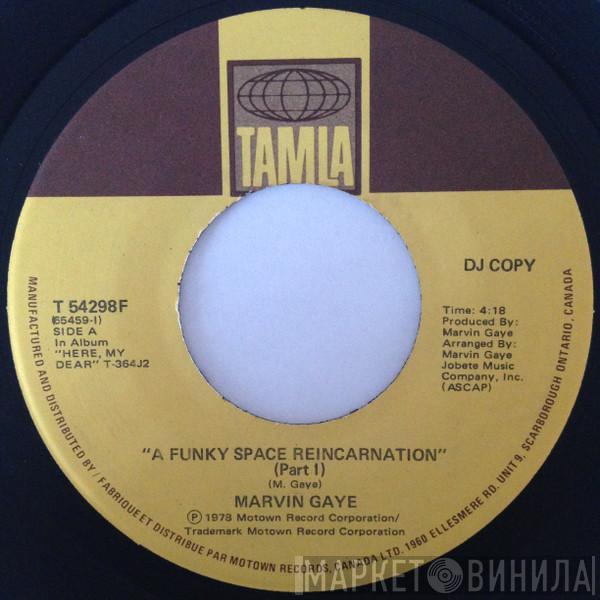 TAMLA
DJ COPY
T 54298F
(65459-1)
SIDE A
In Album
"HERE, MY
DEAR" T-364J2
Time: 4:18
Produced By:
Marvin Gaye
Arranged By:
Marvin Gaye
Jobete Music
Company, Inc.
(ASCAP)
"A FUNKY SPACE REINCARNATION"
(Part 1)
(M. Gaye)
MARVIN GAYE
℗ 1978 Motown Record Corporation/
Trademark Motown Record Corporation
MANUFACTURED AND DISTRIBUTED BY / FABRIQUE ET DISTRIBUE PAR MOTOWN RECORDS, CANADA LTD. 1960 ELLESMERE RD. UNIT 9, SCARBOROUGH ONTARIO, CANADA
МАРКЕТ ВИНИЛА